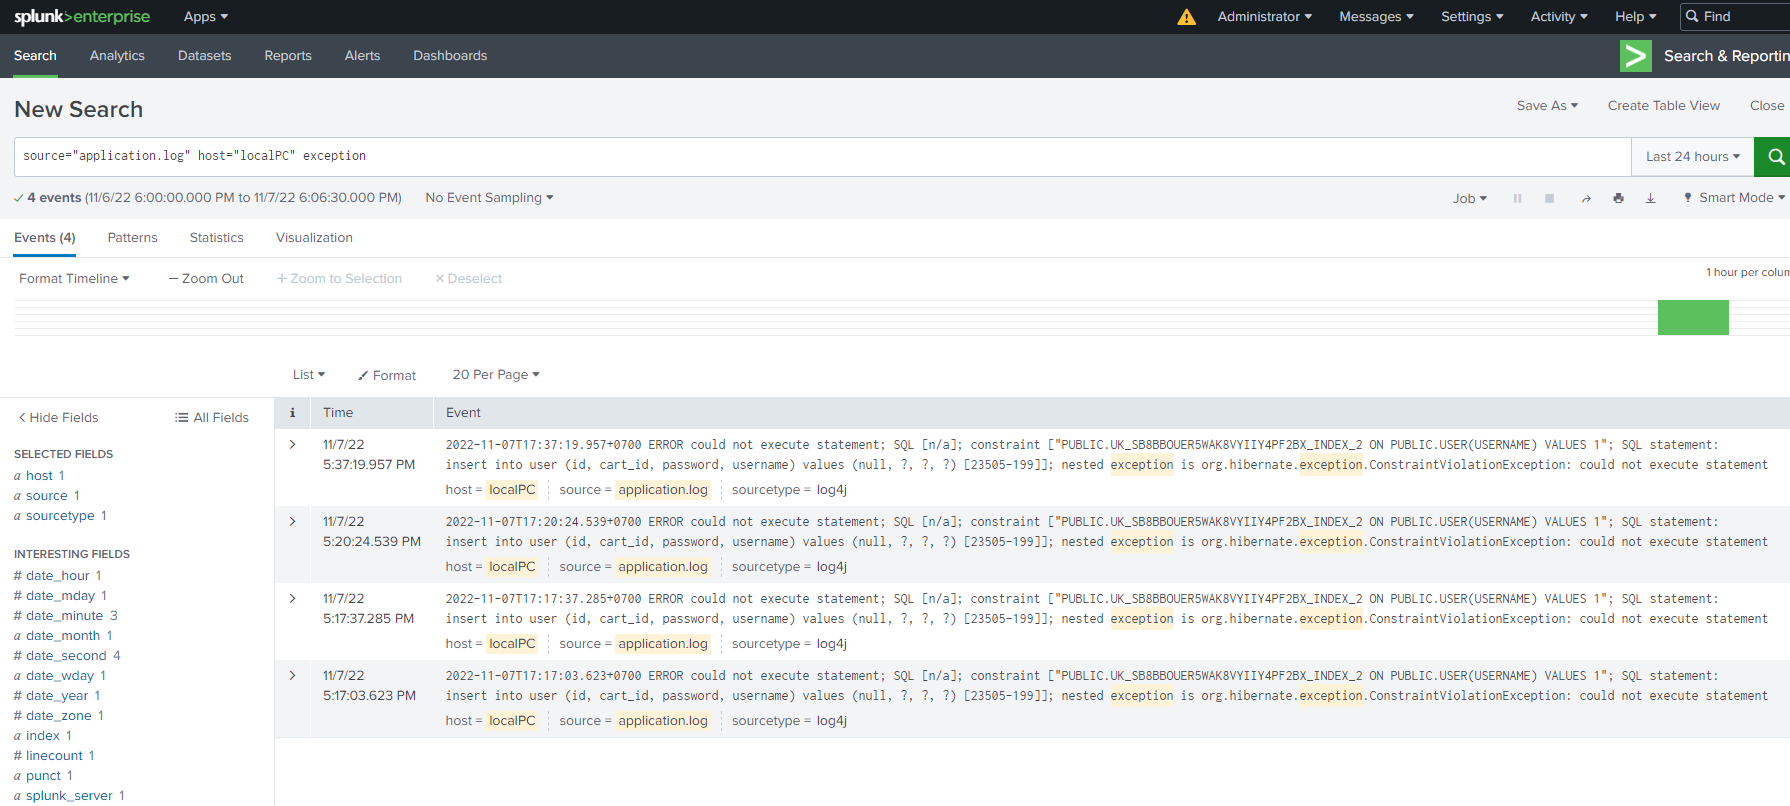 splunk>enterprise Apps Administrator Messages Settings Activity Help Find
Search Analytics Datasets Reports Alerts Dashboards Search & Reportin
New Search
Save As Create Table View Close
source="application.log" host="localPC" exception
Last 24 hours
4 events (11/6/22 6:00:00.000 PM to 11/7/22 6:06:30.000 PM) No Event Sampling
Job Smart Mode
Events (4) Patterns Statistics Visualization
Format Timeline — Zoom Out + Zoom to Selection × Deselect
1 hour per colum
List Format 20 Per Page
< Hide Fields All Fields
SELECTED FIELDS
a host 1
a source 1
a sourcetype 1
INTERESTING FIELDS
# date_hour 1
# date_mday 1
# date_minute 3
a date_month 1
# date_second 4
a date_wday 1
# date_year 1
# date_zone 1
a index 1
# linecount 1
a punct 1
a splunk_server 1
i Time Event
11/7/22
5:37:19.957 PM
2022-11-07T17:37:19.957+0700 ERROR could not execute statement; SQL [n/a]; constraint ["PUBLIC.UK_SB8BBOUER5WAK8VYIIY4PF2BX_INDEX_2 ON PUBLIC.USER(USERNAME) VALUES 1"; SQL statement:
insert into user (id, cart_id, password, username) values (null, ?, ?, ?) [23505-199]]; nested exception is org.hibernate.exception.ConstraintViolationException: could not execute statement
host = localPC source = application.log sourcetype = log4j
11/7/22
5:20:24.539 PM
2022-11-07T17:20:24.539+0700 ERROR could not execute statement; SQL [n/a]; constraint ["PUBLIC.UK_SB8BBOUER5WAK8VYIIY4PF2BX_INDEX_2 ON PUBLIC.USER(USERNAME) VALUES 1"; SQL statement:
insert into user (id, cart_id, password, username) values (null, ?, ?, ?) [23505-199]]; nested exception is org.hibernate.exception.ConstraintViolationException: could not execute statement
host = localPC source = application.log sourcetype = log4j
11/7/22
5:17:37.285 PM
2022-11-07T17:17:37.285+0700 ERROR could not execute statement; SQL [n/a]; constraint ["PUBLIC.UK_SB8BBOUER5WAK8VYIIY4PF2BX_INDEX_2 ON PUBLIC.USER(USERNAME) VALUES 1"; SQL statement:
insert into user (id, cart_id, password, username) values (null, ?, ?, ?) [23505-199]]; nested exception is org.hibernate.exception.ConstraintViolationException: could not execute statement
host = localPC source = application.log sourcetype = log4j
11/7/22
5:17:03.623 PM
2022-11-07T17:17:03.623+0700 ERROR could not execute statement; SQL [n/a]; constraint ["PUBLIC.UK_SB8BBOUER5WAK8VYIIY4PF2BX_INDEX_2 ON PUBLIC.USER(USERNAME) VALUES 1"; SQL statement:
insert into user (id, cart_id, password, username) values (null, ?, ?, ?) [23505-199]]; nested exception is org.hibernate.exception.ConstraintViolationException: could not execute statement
host = localPC source = application.log sourcetype = log4j